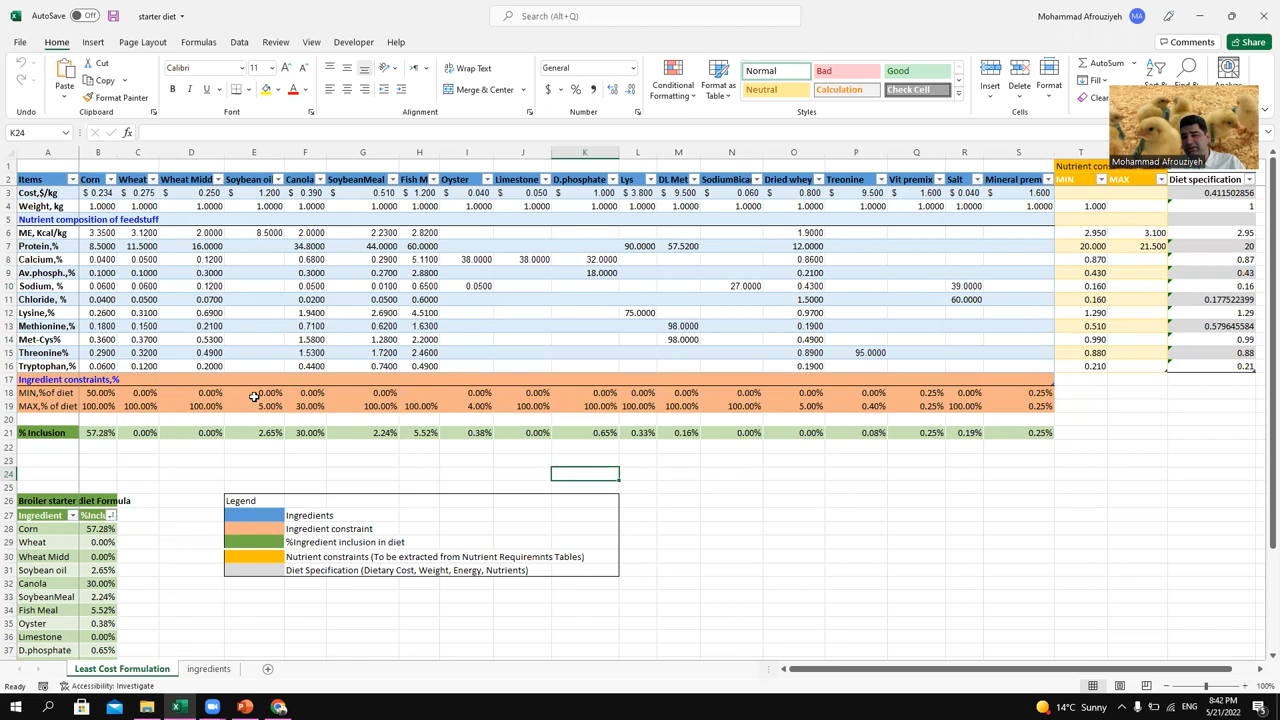 AutoSave Off starter diet Search (Alt+Q) Mohammad Afrouziyeh MA
File Home Insert Page Layout Formulas Data Review View Developer Help Comments Share
Paste Cut Copy Format Painter Clipboard
Calibri 11 B I U Font
Wrap Text Merge & Center Alignment
General $ % Number
Conditional Formatting Format as Table Normal Bad Good Neutral Calculation Check Cell Styles
Insert Delete Format Cells
AutoSum Fill Clear
Mohammad Afrouziyeh
K24 fx
A B C D E F G H I J K L M N O P Q R S T U V
1 Nutrient con
2 Items Corn Wheat Wheat Midd Soybean oil Canola SoybeanMeal Fish M Oyster Limestone D.phosphate Lys DL Met SodiumBica Dried whey Treonine Vit premix Salt Mineral prem MIN MAX Diet specification
3 Cost,$/kg $ 0.234 $ 0.275 $ 0.250 $ 1.200 $ 0.390 $ 0.510 $ 1.200 $ 0.040 $ 0.050 $ 1.000 $ 3.800 $ 9.500 $ 0.060 $ 0.800 $ 9.500 $ 1.600 $ 0.040 $ 1.600 0.411502856
4 Weight, kg 1.0000 1.0000 1.0000 1.0000 1.0000 1.0000 1.0000 1.0000 1.0000 1.0000 1.0000 1.0000 1.0000 1.0000 1.0000 1.0000 1.0000 1.0000 1.000 1
5 Nutrient composition of feedstuff
6 ME, Kcal/kg 3.3500 3.1200 2.0000 8.5000 2.0000 2.2300 2.8200 1.9000 2.950 3.100 2.95
7 Protein,% 8.5000 11.5000 16.0000 34.8000 44.0000 60.0000 90.0000 57.5200 12.0000 20.000 21.500 20
8 Calcium,% 0.0400 0.0500 0.1200 0.6800 0.2900 5.1100 38.0000 38.0000 32.0000 0.8600 0.870 0.87
9 Av.phosph.,% 0.1000 0.1000 0.3000 0.3000 0.2700 2.8800 18.0000 0.2100 0.430 0.43
10 Sodium, % 0.0600 0.0600 0.1200 0.0500 0.0100 0.6500 0.0500 27.0000 0.4300 39.0000 0.160 0.16
11 Chloride, % 0.0400 0.0500 0.0700 0.0200 0.0500 0.6000 1.5000 60.0000 0.160 0.177522399
12 Lysine,% 0.2600 0.3100 0.6900 1.9400 2.6900 4.5100 75.0000 0.9700 1.290 1.29
13 Methionine,% 0.1800 0.1500 0.2100 0.7100 0.6200 1.6300 98.0000 0.1900 0.510 0.579645584
14 Met-Cys% 0.3600 0.3700 0.5300 1.5800 1.2800 2.2000 98.0000 0.4900 0.990 0.99
15 Threonine% 0.2900 0.3200 0.4900 1.5300 1.7200 2.4600 0.8900 95.0000 0.880 0.88
16 Tryptophan,% 0.0600 0.1200 0.2000 0.4400 0.7400 0.4900 0.1900 0.210 0.21
17 Ingredient constraints,%
18 MIN,%of diet 50.00% 0.00% 0.00% 0.00% 0.00% 0.00% 0.00% 0.00% 0.00% 0.00% 0.00% 0.00% 0.00% 0.00% 0.25% 0.00% 0.25%
19 MAX,% of diet 100.00% 100.00% 100.00% 5.00% 30.00% 100.00% 100.00% 4.00% 100.00% 100.00% 100.00% 100.00% 100.00% 5.00% 0.40% 0.25% 100.00% 0.25%
20
21 % Inclusion 57.28% 0.00% 0.00% 2.65% 30.00% 2.24% 5.52% 0.38% 0.00% 0.65% 0.33% 0.16% 0.00% 0.00% 0.08% 0.25% 0.19% 0.25%
22
23
24
25
26 Broiler starter diet Formula Legend
27 Ingredient %Incl Ingredients
28 Corn 57.28% Ingredient constraint
29 Wheat 0.00% %Ingredient inclusion in diet
30 Wheat Midd 0.00% Nutrient constraints (To be extracted from Nutrient Requiremnts Tables)
31 Soybean oil 2.65% Diet Specification (Dietary Cost, Weight, Energy, Nutrients)
32 Canola 30.00%
33 SoybeanMeal 2.24%
34 Fish Meal 5.52%
35 Oyster 0.38%
36 Limestone 0.00%
37 D.phosphate 0.65%
Least Cost Formulation ingredients
Ready Accessibility: Investigate 100%
14°C Sunny 8:42 PM
5/21/2022